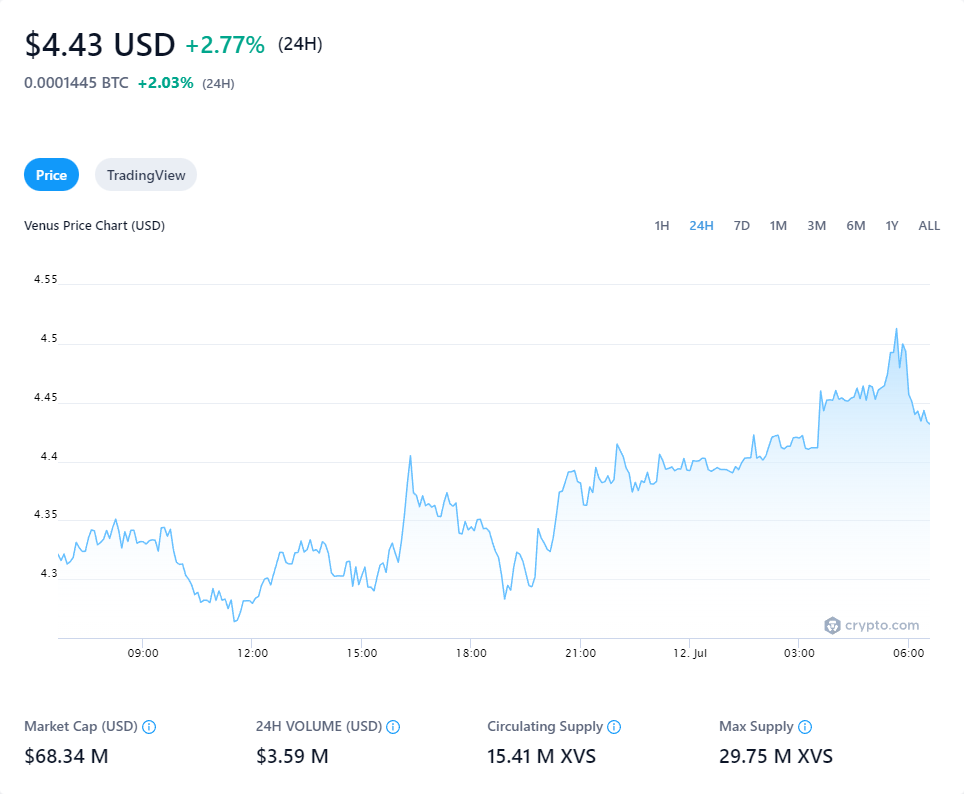 $4.43 USD +2.77% (24H)
0.0001445 BTC +2.03% (24H)
Price TradingView
Venus Price Chart (USD) 1H 24H 7D 1M 3M 6M 1Y ALL
4.55
4.5
4.45
4.4
4.35
4.3
crypto.com
09:00 12:00 15:00 18:00 21:00 12. Jul 03:00 06:00
Market Cap (USD) 24H VOLUME (USD) Circulating Supply Max Supply
$68.34 M $3.59 M 15.41 M XVS 29.75 M XVS